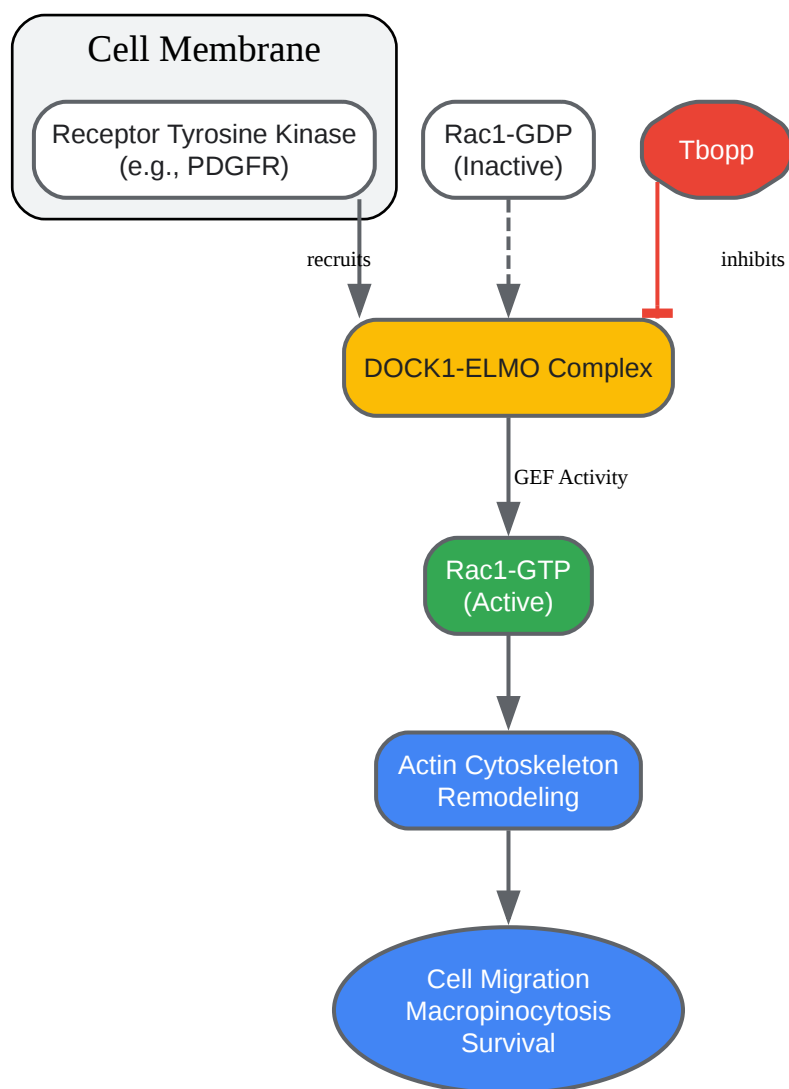 Cell Membrane
Receptor Tyrosine Kinase
(e.g., PDGFR)
Rac1-GDP
(Inactive)
Tbopp
recruits
inhibits
DOCK1-ELMO Complex
GEF Activity
Rac1-GTP
(Active)
Actin Cytoskeleton
Remodeling
Cell Migration
Macropinocytosis
Survival